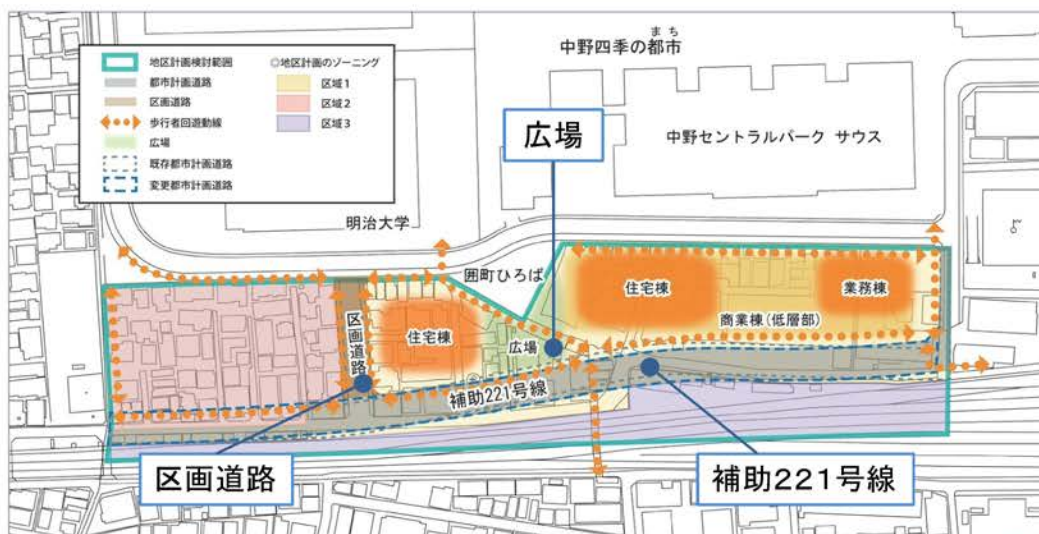 地区計画検討範囲
都市計画道路
区画道路
歩行者回遊動線
広場
既存都市計画道路
変更都市計画道路
◎地区計画のゾーニング
区域1
区域2
区域3
まち
中野四季の都市
中野セントラルパーク サウス
広場
明治大学
囲町ひろば
住宅棟
業務棟
商業棟(低層部)
区画道路
住宅棟
広場
補助221号線
区画道路
補助221号線